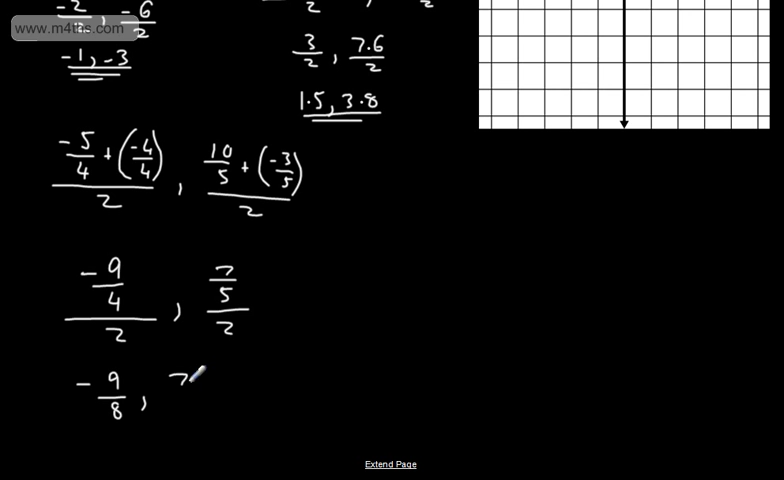 -2/2, -6/2
www.m4ths.com
-1, -3
2 , 2
3/2, 7.6/2
1.5, 3.8
(-5/4 + (-4/4))/2, (10/5 + (-3/5))/2
(-9/4)/2, (7/5)/2
-9/8, 7
Extend Page